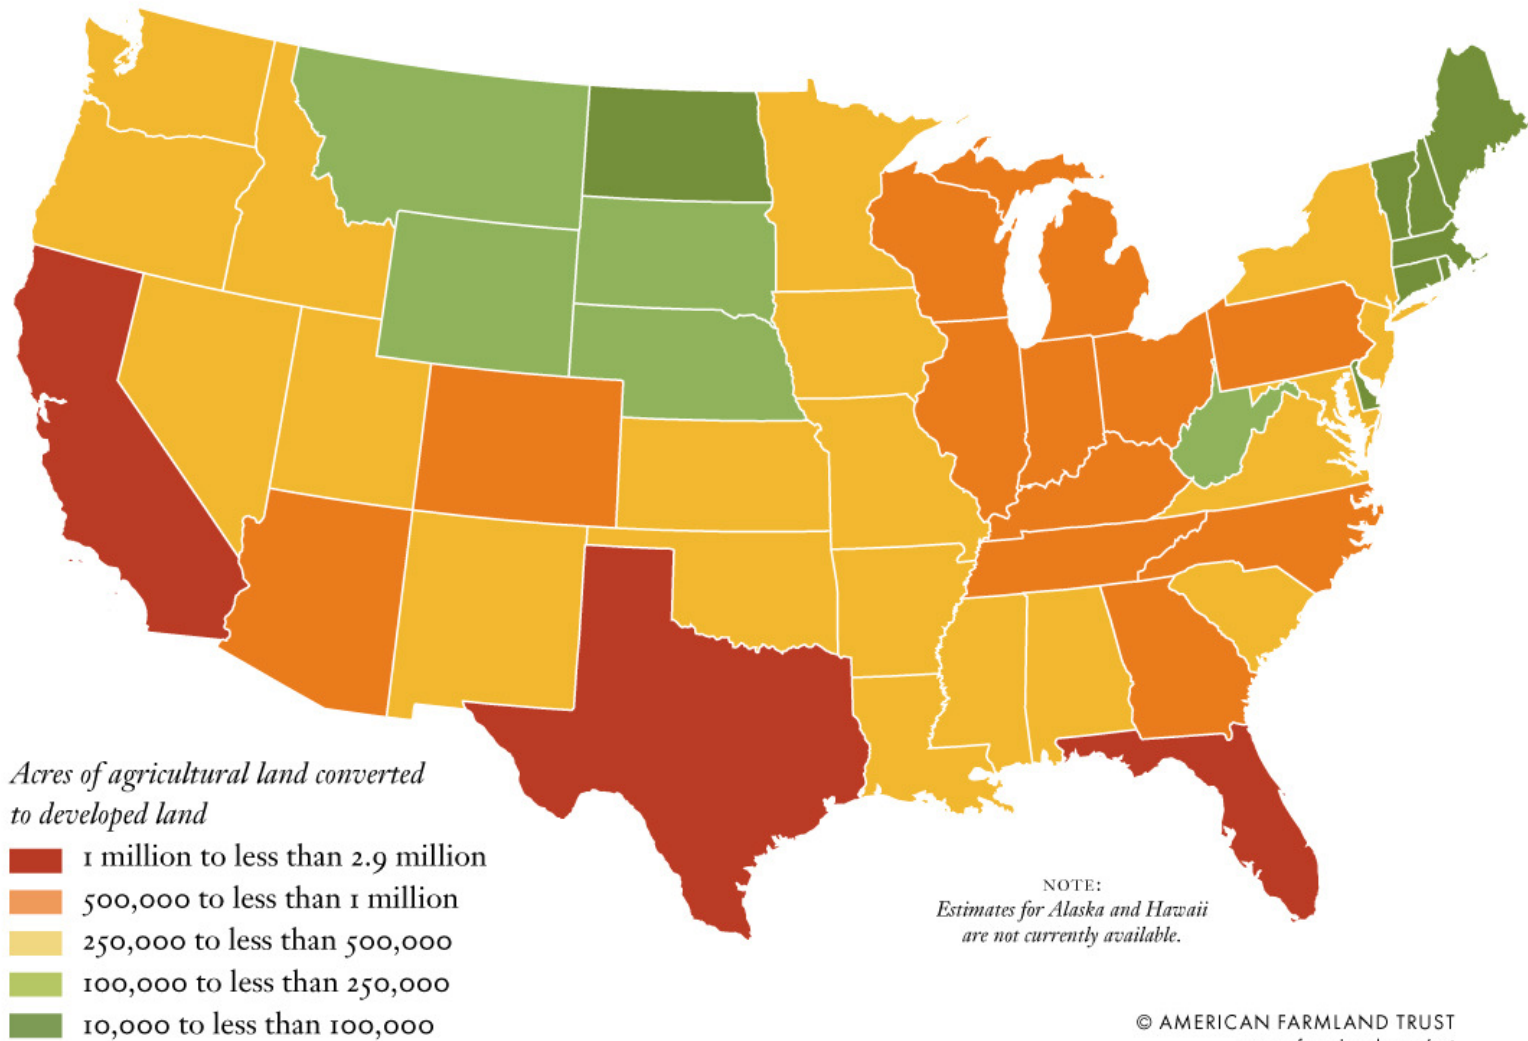 Acres of agricultural land converted
to developed land
1 million to less than 2.9 million
500,000 to less than 1 million
250,000 to less than 500,000
100,000 to less than 250,000
10,000 to less than 100,000
NOTE:
Estimates for Alaska and Hawaii
are not currently available.
© AMERICAN FARMLAND TRUST